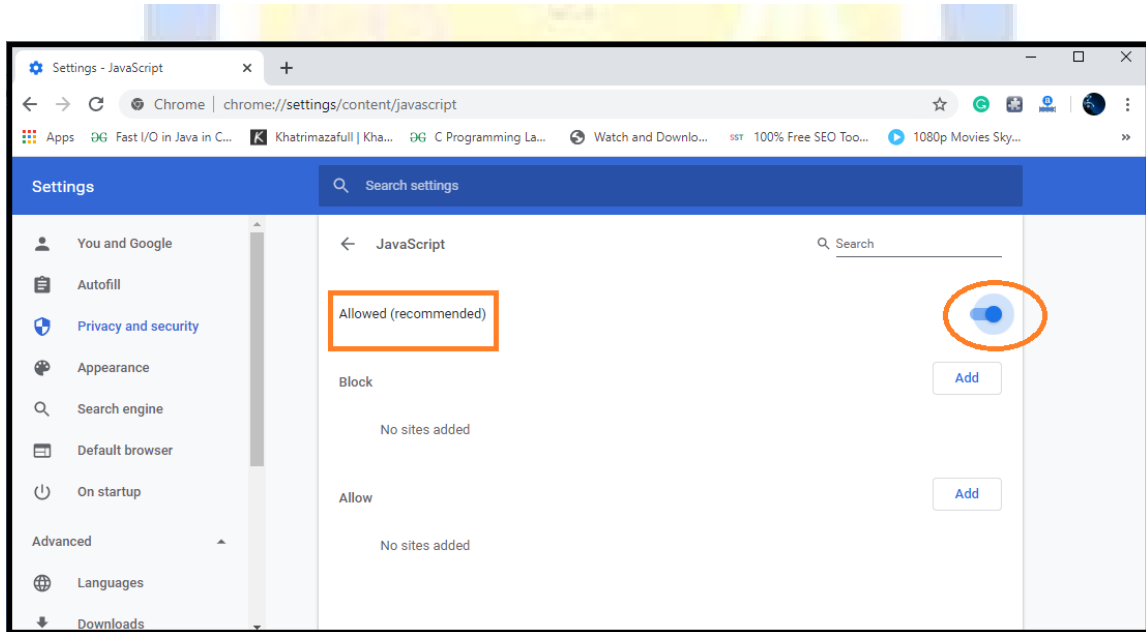 Settings - JavaScript
Chrome | chrome://settings/content/javascript
Apps GG Fast I/O in Java in C... K Khatrimazafull | Kha... GG C Programming La... Watch and Downlo... SST 100% Free SEO Too... 1080p Movies Sky... »
Settings
Search settings
You and Google
Autofill
Privacy and security
Appearance
Search engine
Default browser
On startup
Advanced
Languages
Downloads
JavaScript
Search
Allowed (recommended)
Block
Add
No sites added
Allow
Add
No sites added